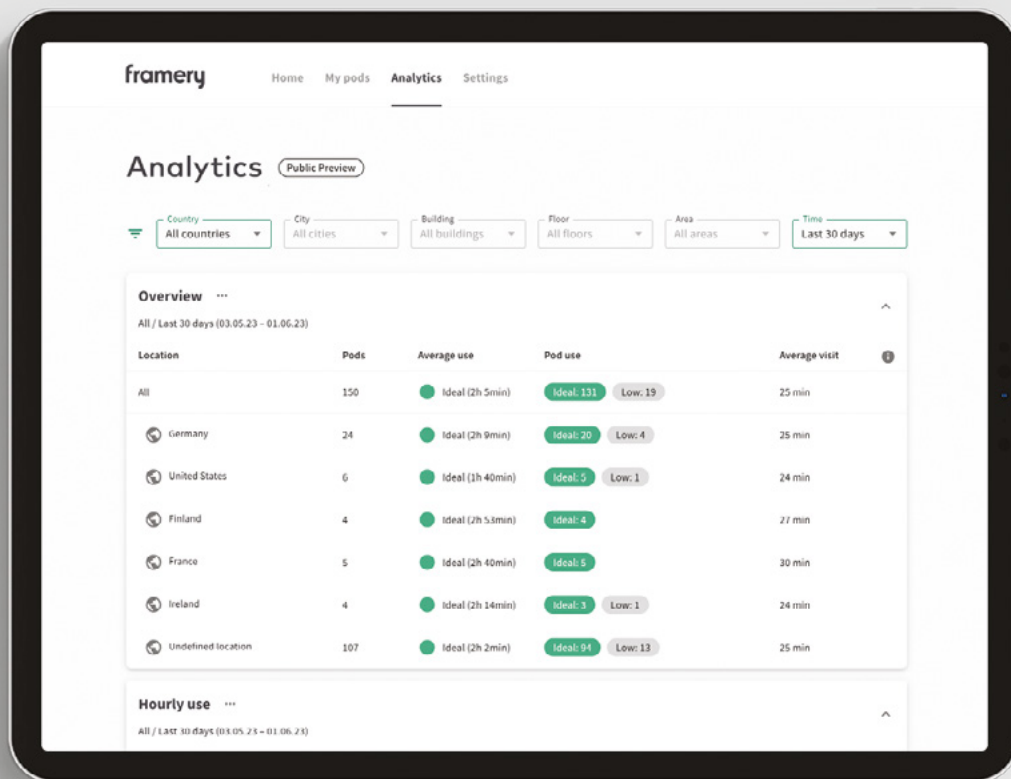 framery Home My pods Analytics Settings
Analytics Public Preview
Country City Building Floor Area Time
All countries All cities All buildings All floors All areas Last 30 days
Overview ...
All / Last 30 days (03.05.23 – 01.06.23)
Location Pods Average use Pod use Average visit
All 150 Ideal (2h 5min) Ideal: 131 Low: 19 25 min
Germany 24 Ideal (2h 9min) Ideal: 20 Low: 4 25 min
United States 6 Ideal (1h 40min) Ideal: 5 Low: 1 24 min
Finland 4 Ideal (2h 53min) Ideal: 4 27 min
France 5 Ideal (2h 40min) Ideal: 5 30 min
Ireland 4 Ideal (2h 14min) Ideal: 3 Low: 1 24 min
Undefined location 107 Ideal (2h 2min) Ideal: 94 Low: 13 25 min
Hourly use ...
All / Last 30 days (03.05.23 – 01.06.23)